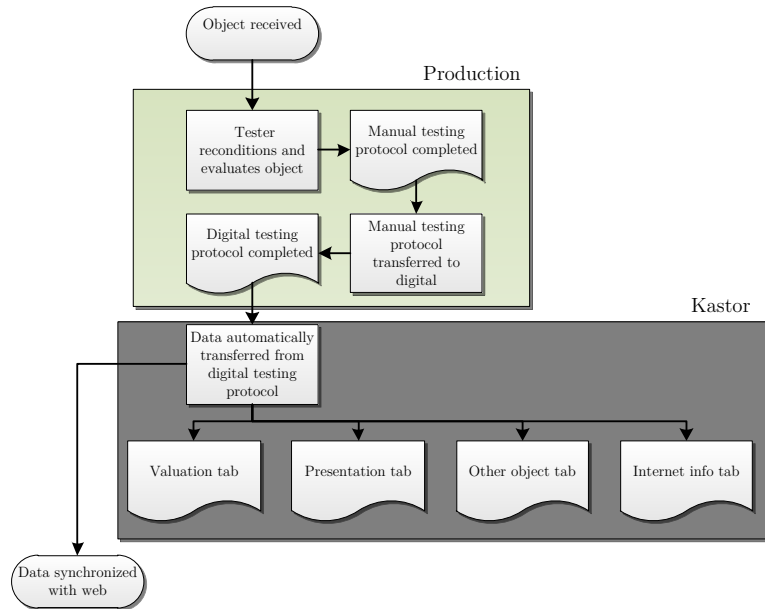 Object received
Production
Tester
reconditions and
evaluates object
Manual testing
protocol completed
Digital testing
protocol completed
Manual testing
protocol
transferred to
digital
Kastor
Data automatically
transferred from
digital testing
protocol
Valuation tab
Presentation tab
Other object tab
Internet info tab
Data synchronized
with web